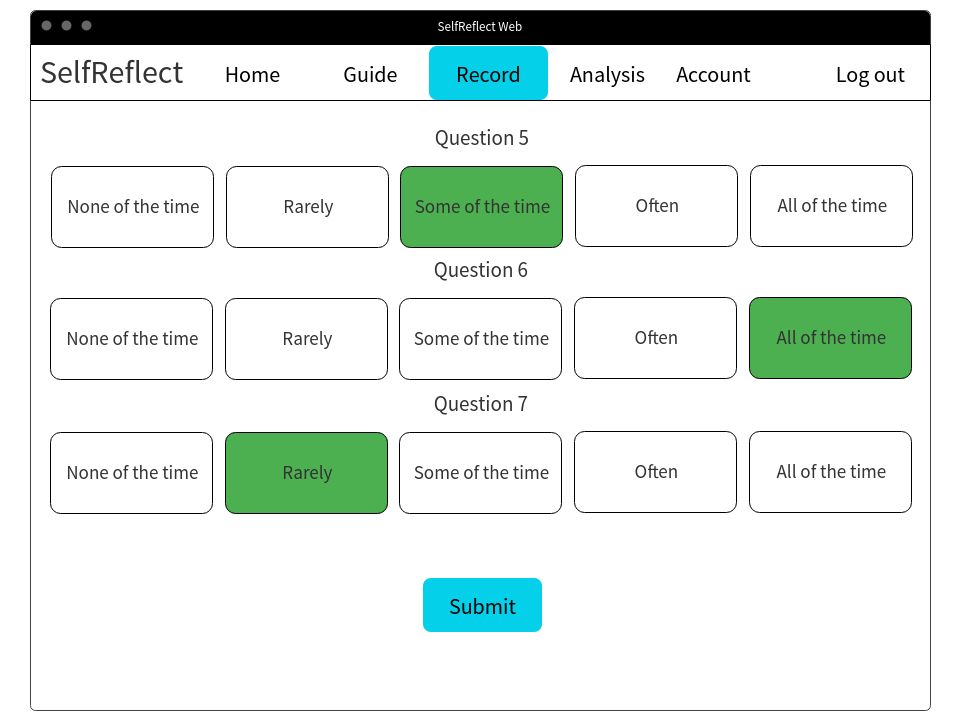 SelfReflect Web
SelfReflect Home Guide Record Analysis Account Log out
Question 5
None of the time Rarely Some of the time Often All of the time
Question 6
None of the time Rarely Some of the time Often All of the time
Question 7
None of the time Rarely Some of the time Often All of the time
Submit